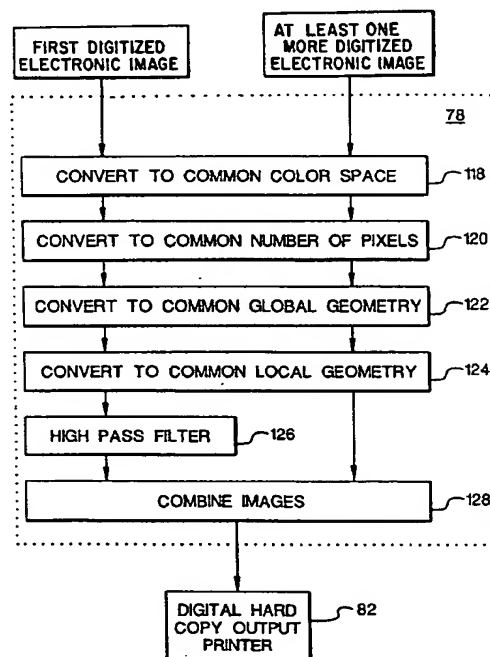 FIRST DIGITIZED
ELECTRONIC IMAGE
AT LEAST ONE
MORE DIGITIZED
ELECTRONIC IMAGE
78
CONVERT TO COMMON COLOR SPACE
118
CONVERT TO COMMON NUMBER OF PIXELS
120
CONVERT TO COMMON GLOBAL GEOMETRY
122
CONVERT TO COMMON LOCAL GEOMETRY
124
HIGH PASS FILTER
126
COMBINE IMAGES
128
DIGITAL HARD
COPY OUTPUT
PRINTER
82